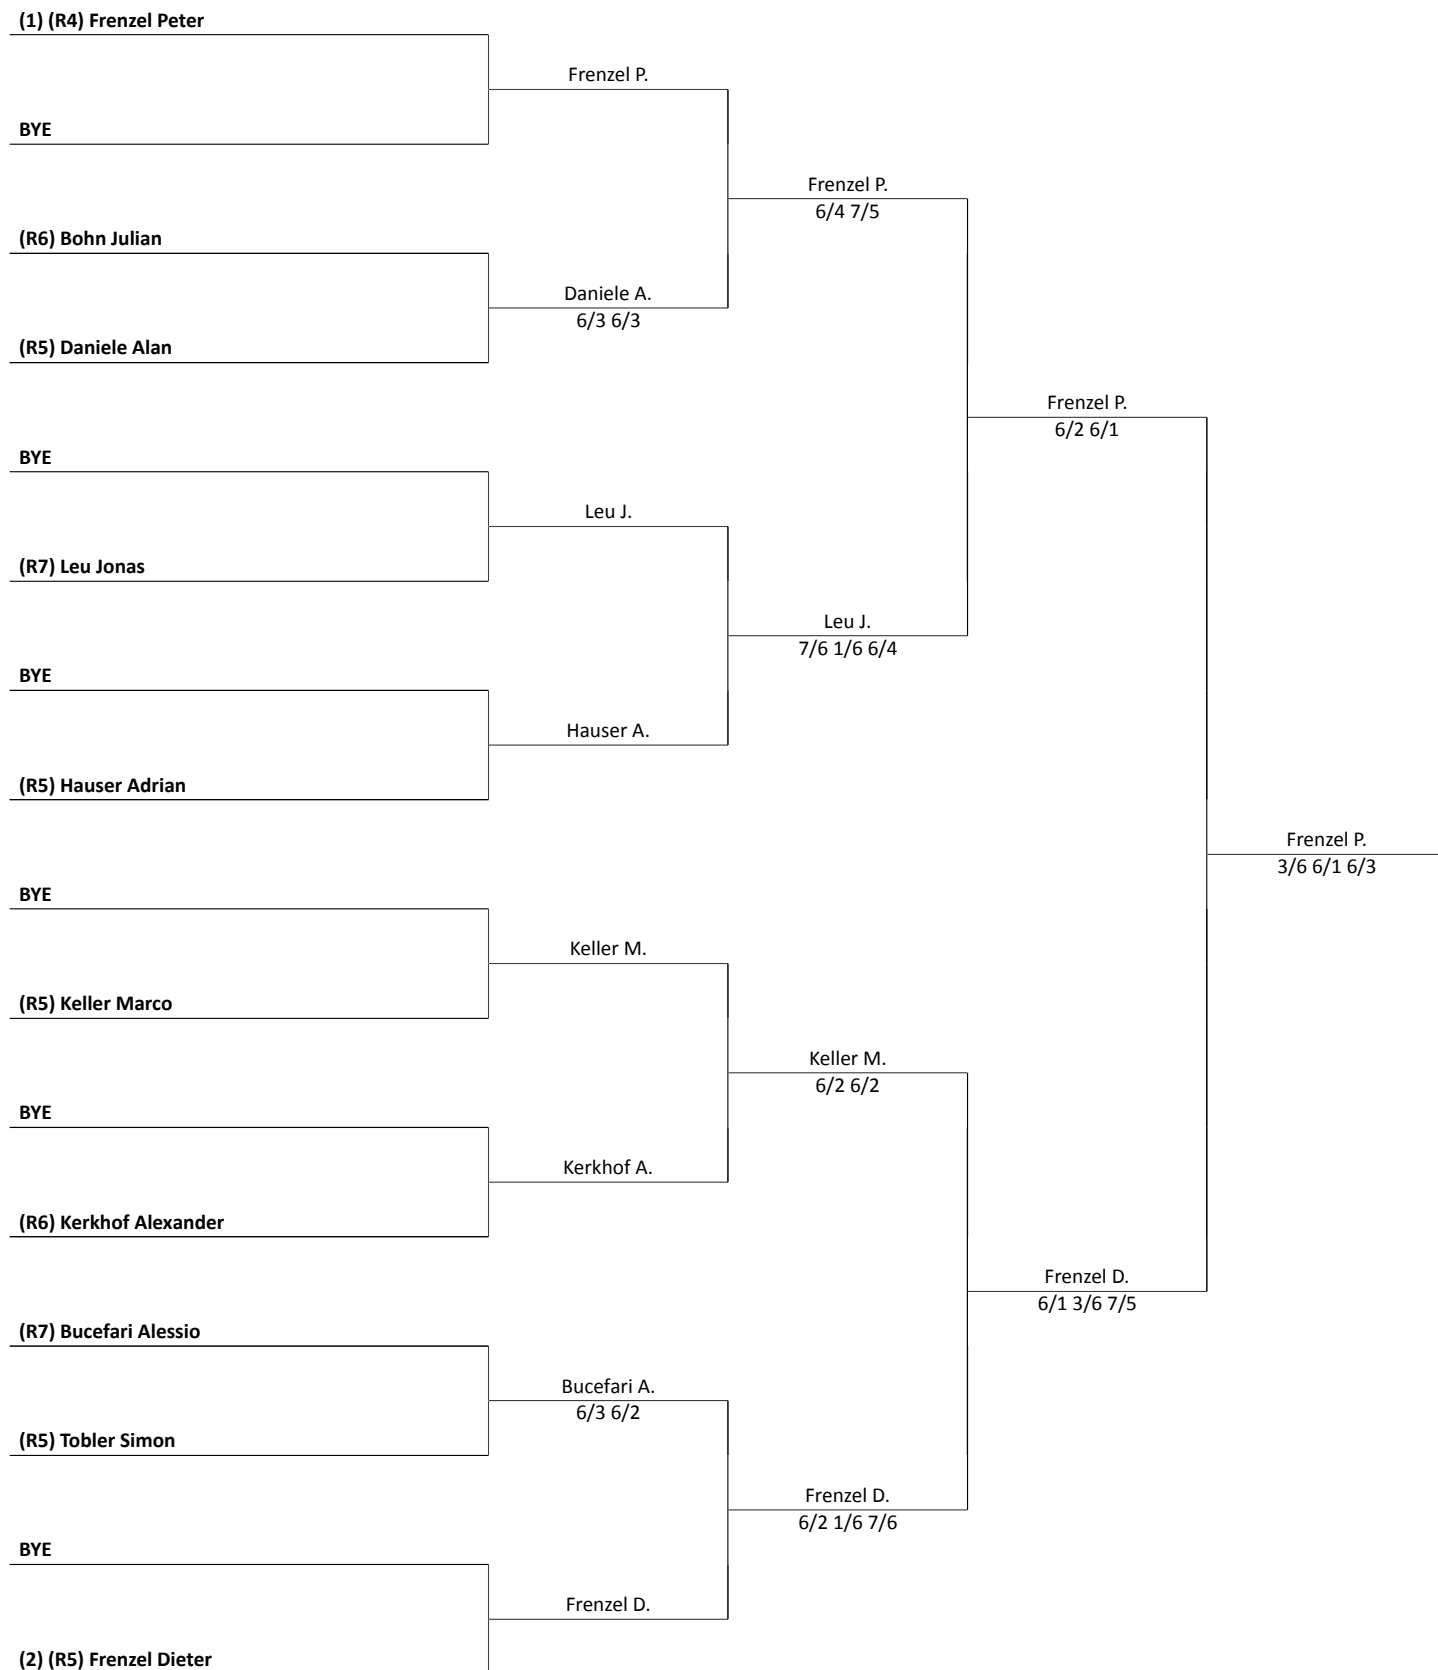 (1) (R4) Frenzel Peter
Frenzel P.
BYE
Frenzel P.
6/4 7/5
(R6) Bohn Julian
Daniele A.
6/3 6/3
(R5) Daniele Alan
Frenzel P.
6/2 6/1
BYE
Leu J.
(R7) Leu Jonas
Leu J.
7/6 1/6 6/4
BYE
Hauser A.
(R5) Hauser Adrian
Frenzel P.
3/6 6/1 6/3
BYE
Keller M.
(R5) Keller Marco
Keller M.
6/2 6/2
BYE
Kerkhof A.
(R6) Kerkhof Alexander
Frenzel D.
6/1 3/6 7/5
(R7) Bucefari Alessio
Bucefari A.
6/3 6/2
(R5) Tobler Simon
Frenzel D.
6/2 1/6 7/6
BYE
Frenzel D.
(2) (R5) Frenzel Dieter